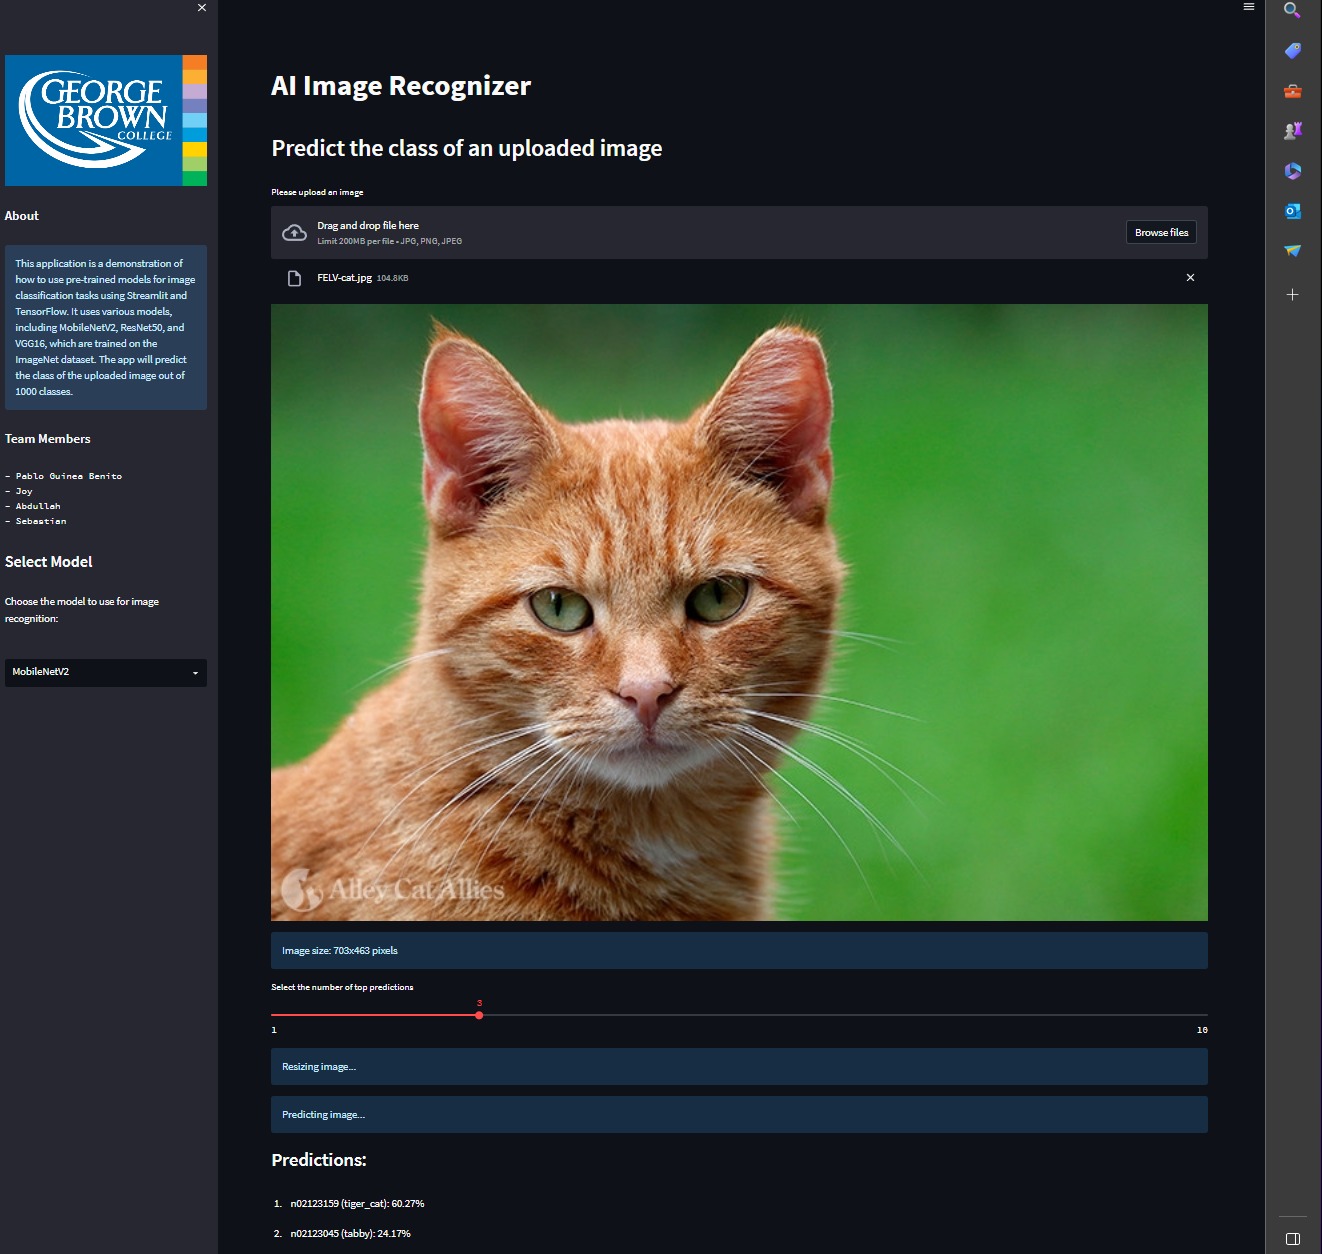 GEORGE
BROWN
COLLEGE
About
This application is a demonstration of
how to use pre-trained models for image
classification tasks using Streamlit and
TensorFlow. It uses various models,
including MobileNetV2, ResNet50, and
VGG16, which are trained on the
ImageNet dataset. The app will predict
the class of the uploaded image out of
1000 classes.
Team Members
- Pablo Guinea Benito
- Joy
- Abdullah
- Sebastian
Select Model
Choose the model to use for image
recognition:
MobileNetV2
AI Image Recognizer
Predict the class of an uploaded image
Please upload an image
Drag and drop file here
Limit 200MB per file • JPG, PNG, JPEG
Browse files
FELV-cat.jpg 104.8KB
Alley Cat Allies
Image size: 703x463 pixels
Select the number of top predictions
3
1 10
Resizing image...
Predicting image...
Predictions:
1. n02123159 (tiger_cat): 60.27%
2. n02123045 (tabby): 24.17%